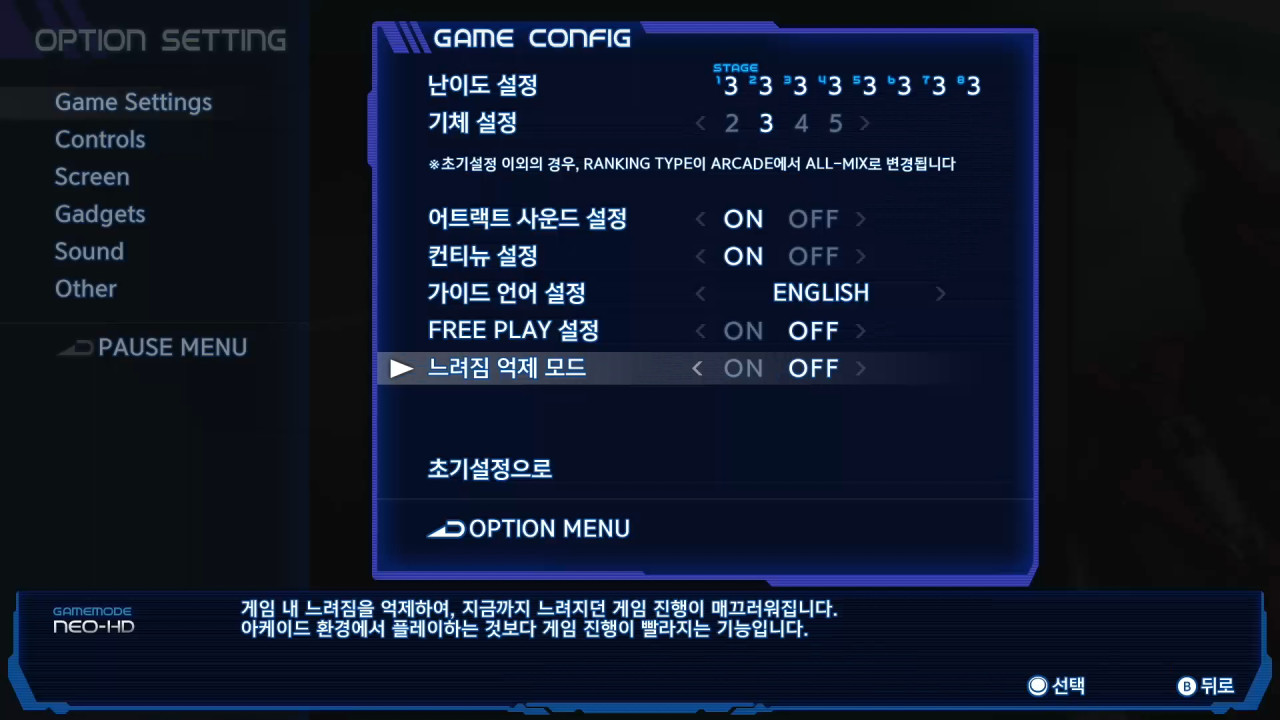 OPTION SETTING
Game Settings
Controls
Screen
Gadgets
Sound
Other
PAUSE MENU
GAME CONFIG
STAGE
난이도 설정 1 3 2 3 3 3 4 3 5 3 6 3 7 3 8 3
기체 설정 < 2 3 4 5 >
※초기설정 이외의 경우, RANKING TYPE이 ARCADE에서 ALL-MIX로 변경됩니다
어트랙트 사운드 설정 < ON OFF >
컨티뉴 설정 < ON OFF >
가이드 언어 설정 < ENGLISH >
FREE PLAY 설정 < ON OFF >
느려짐 억제 모드 < ON OFF >
초기설정으로
OPTION MENU
GAMEMODE
NEO-HD
게임 내 느려짐을 억제하여, 지금까지 느려지던 게임 진행이 매끄러워집니다.
아케이드 환경에서 플레이하는 것보다 게임 진행이 빨라지는 기능입니다.
선택
B 뒤로